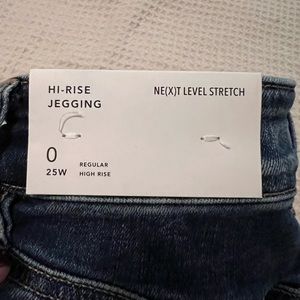 HI-RISE
JEGGING
NE(X)T LEVEL STRETCH
0
25W
REGULAR
HIGH RISE